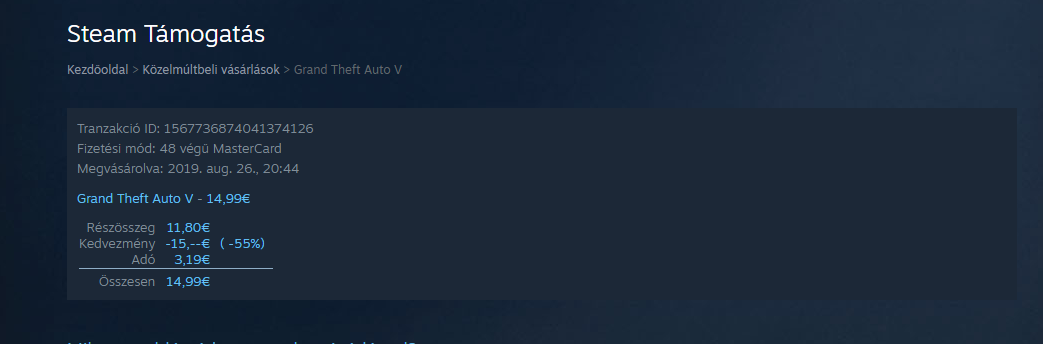 Steam Támogatás
Kezdőoldal > Közelmúltbeli vásárlások > Grand Theft Auto V
Tranzakció ID: 1567736874041374126
Fizetési mód: 48 végű MasterCard
Megvásárolva: 2019. aug. 26., 20:44
Grand Theft Auto V - 14,99€
Részösszeg 11,80€
Kedvezmény -15,--€ ( -55%)
Adó 3,19€
Összesen 14,99€